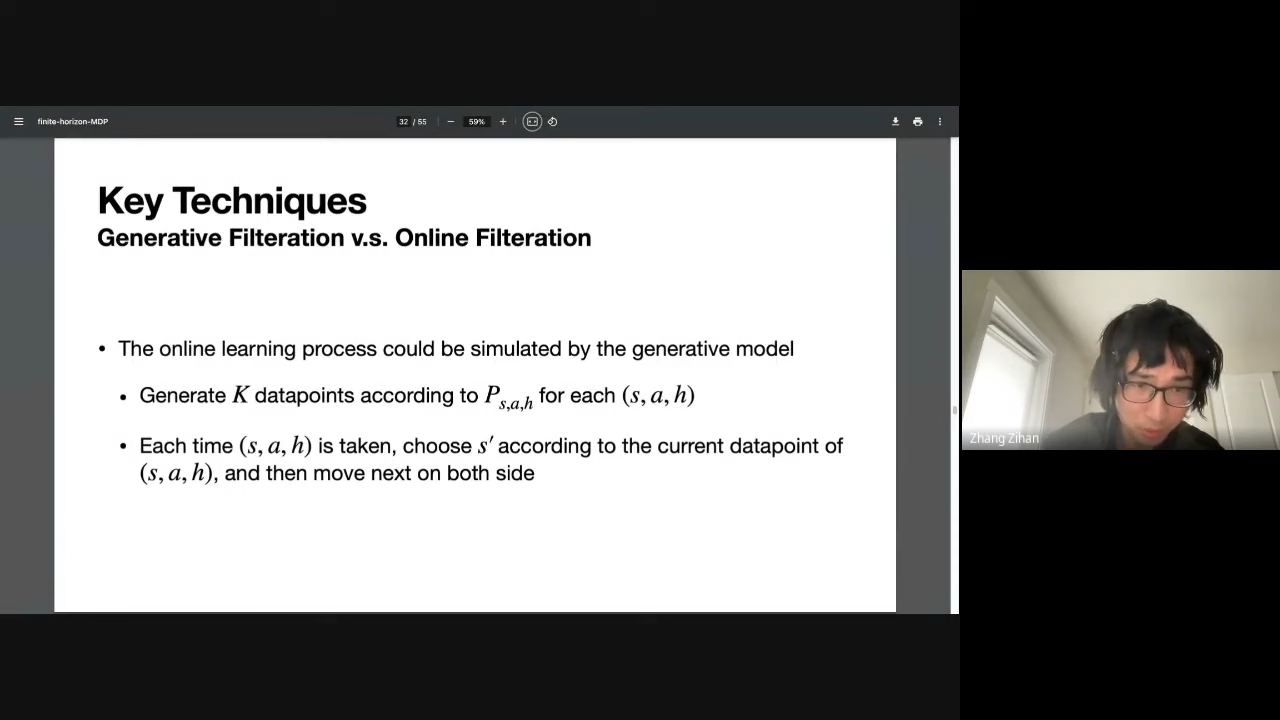 finite-horizon-MDP
32 / 55
59%
Key Techniques
Generative Filteration v.s. Online Filteration
• The online learning process could be simulated by the generative model
• Generate K datapoints according to P_{s,a,h} for each (s, a, h)
• Each time (s, a, h) is taken, choose s′ according to the current datapoint of
(s, a, h), and then move next on both side
Zhang Zihan